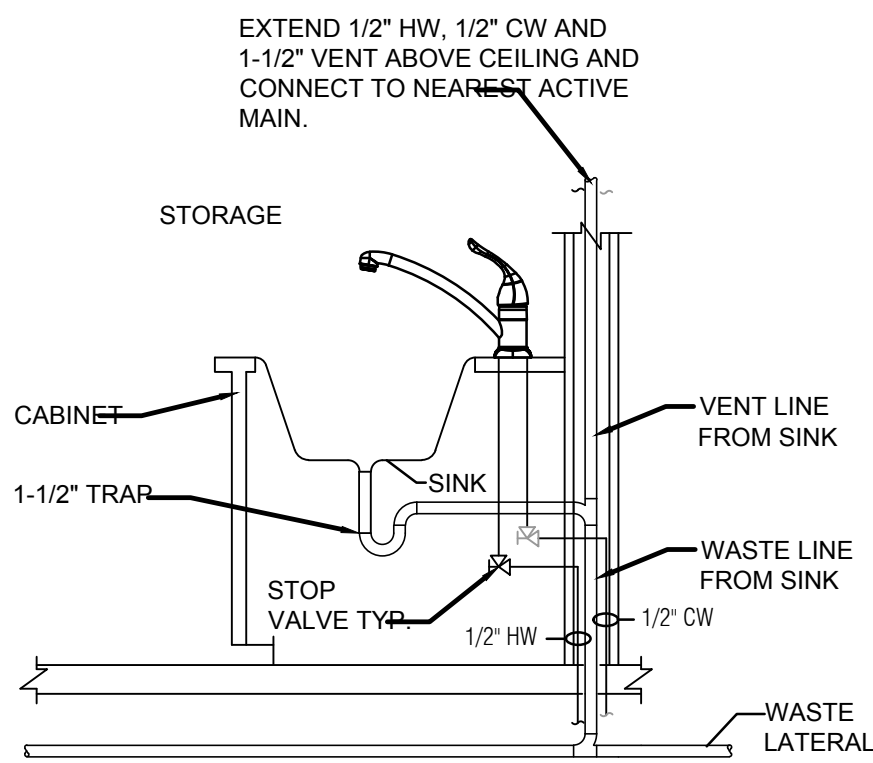 EXTEND 1/2" HW, 1/2" CW AND
1-1/2" VENT ABOVE CEILING AND
CONNECT TO NEAREST ACTIVE
MAIN.
STORAGE
CABINET
VENT LINE
FROM SINK
1-1/2" TRAP
SINK
WASTE LINE
FROM SINK
STOP
VALVE TYP.
1/2" HW
1/2" CW
WASTE
LATERAL